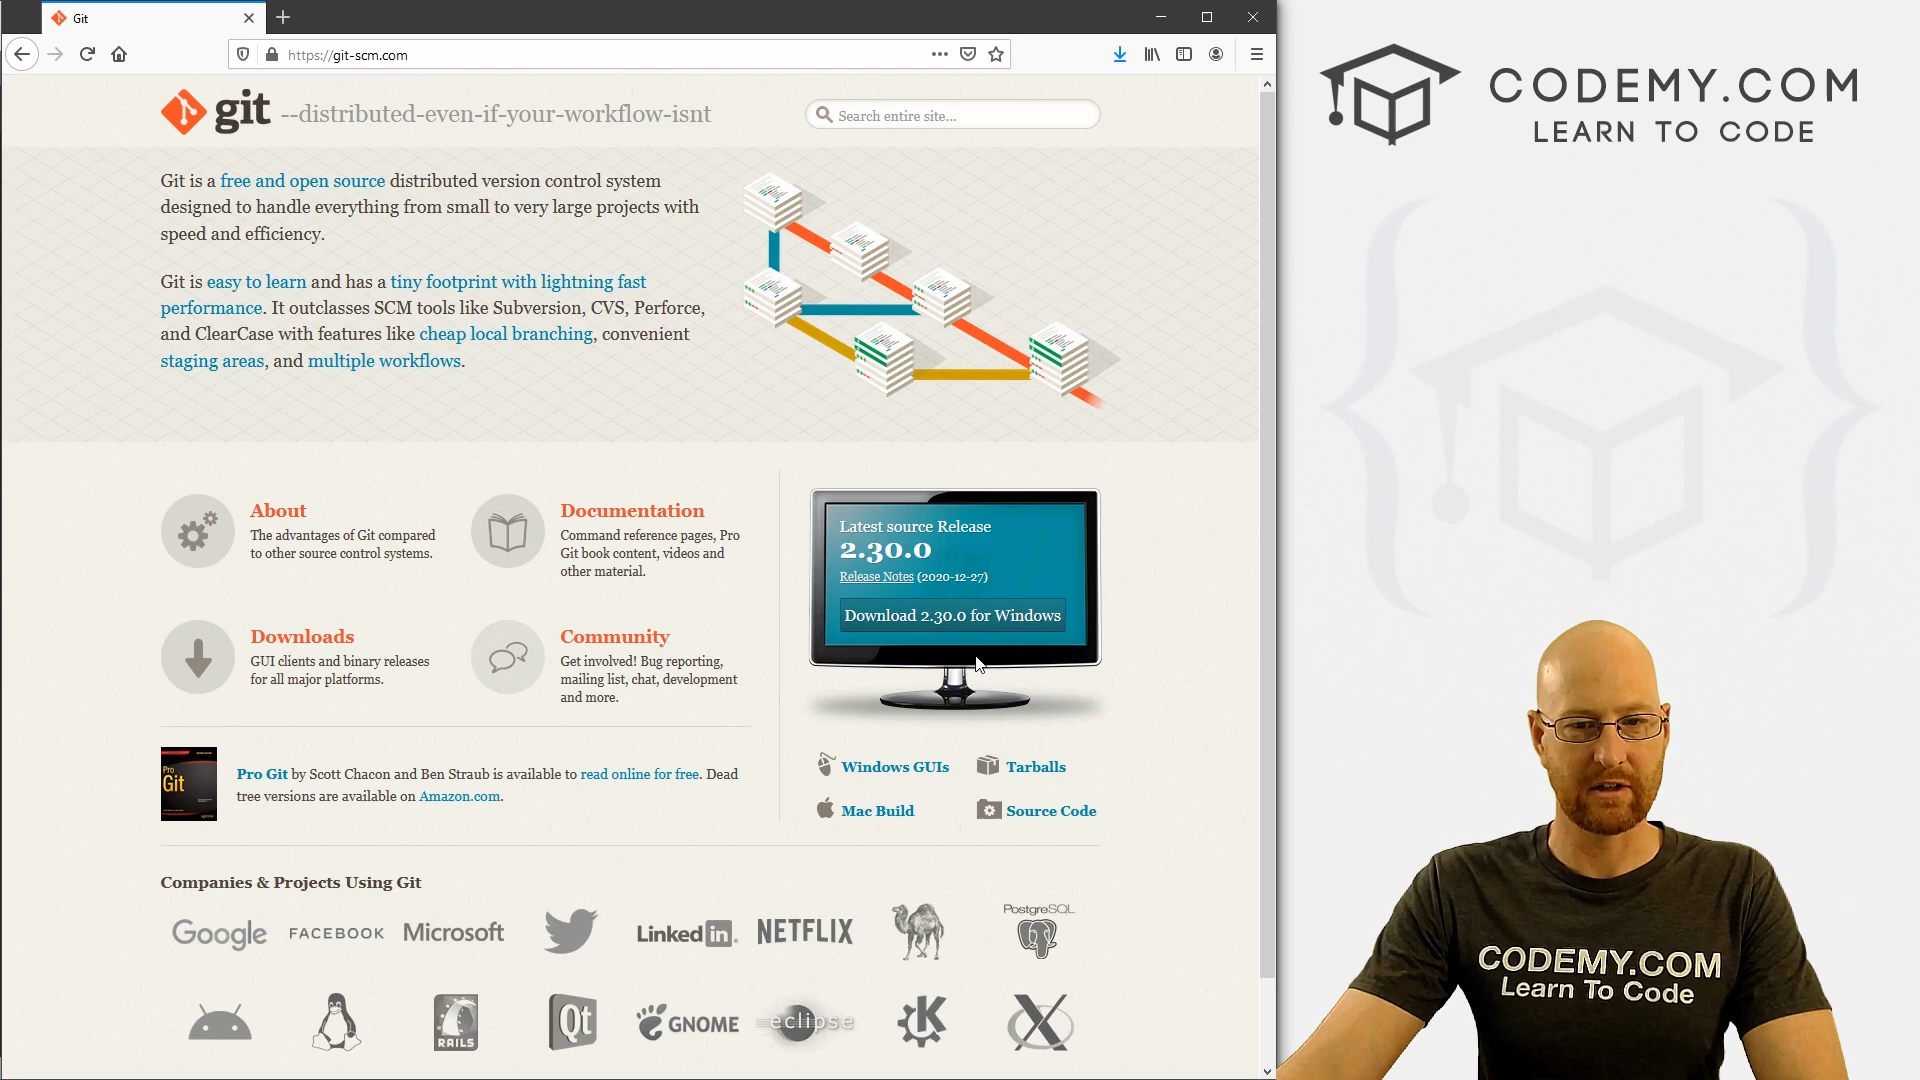 Git
https://git-scm.com
git --distributed-even-if-your-workflow-isnt
Search entire site...
CODEMY.COM
LEARN TO CODE
Git is a free and open source distributed version control system
designed to handle everything from small to very large projects with
speed and efficiency.
Git is easy to learn and has a tiny footprint with lightning fast
performance. It outclasses SCM tools like Subversion, CVS, Perforce,
and ClearCase with features like cheap local branching, convenient
staging areas, and multiple workflows.
About
The advantages of Git compared
to other source control systems.
Documentation
Command reference pages, Pro
Git book content, videos and
other material.
Downloads
GUI clients and binary releases
for all major platforms.
Community
Get involved! Bug reporting,
mailing list, chat, development
and more.
Latest source Release
2.30.0
Release Notes (2020-12-27)
Download 2.30.0 for Windows
Windows GUIs
Tarballs
Mac Build
Source Code
Pro
Git
Pro Git by Scott Chacon and Ben Straub is available to read online for free. Dead
tree versions are available on Amazon.com.
Companies & Projects Using Git
Google FACEBOOK Microsoft LinkedIn NETFLIX PostgreSQL
RAILS Qt GNOME eclipse
CODEMY.COM
Learn To Code